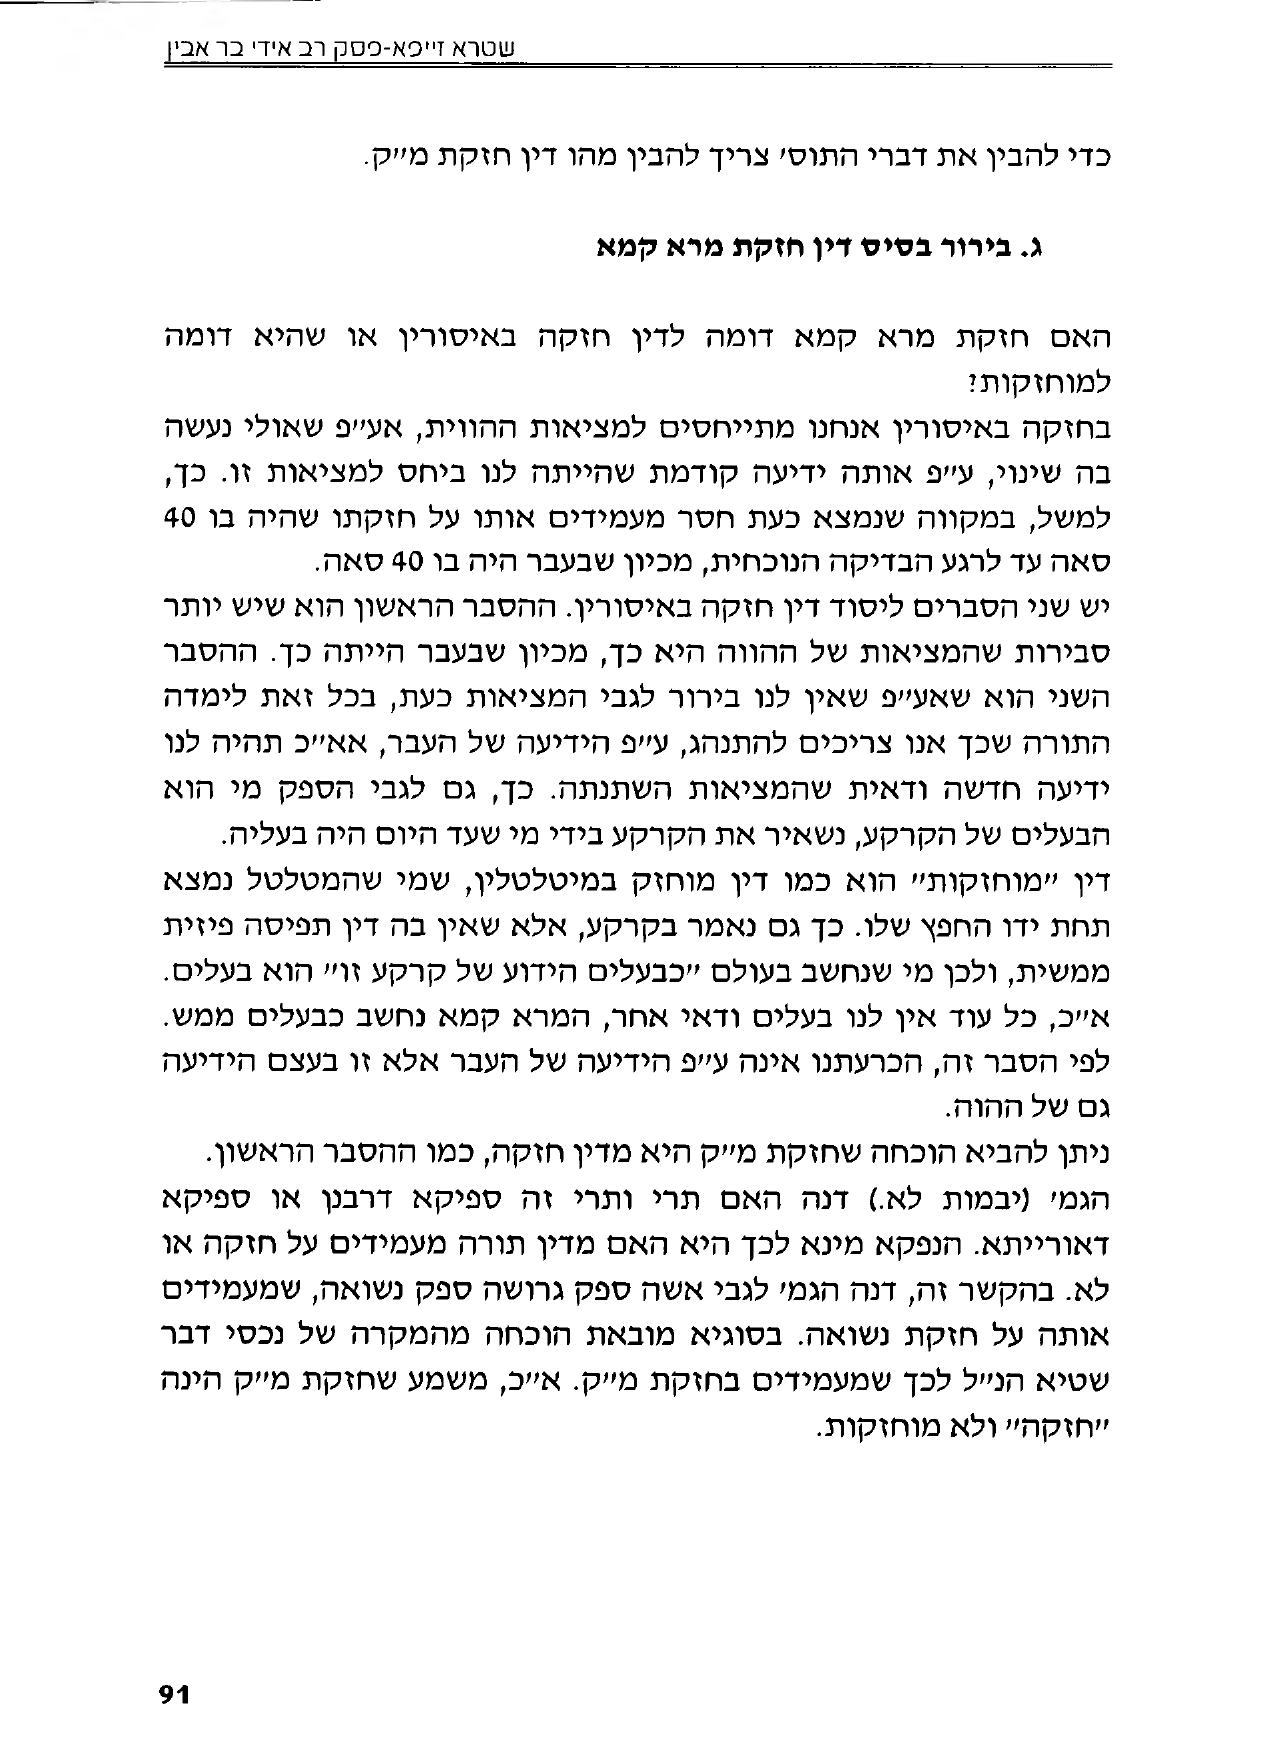 שטרא זייפא-פסק רב אידי בר אבין
כדי להבין את דברי התוס׳ צריך להבין מהו דין חזקת מ״ק.
ג. בירור בסיס דין חזקת מרא קמא
האם חזקת מרא קמא דומה לדין חזקה באיסורין או שהיא דומה
למוחזקות?
בחזקה באיסורין אנחנו מתייחסים למציאות ההווית, אע״פ שאולי נעשה
בה שינוי, ע״פ אותה ידיעה קודמת שהייתה לנו ביחס למציאות זו. כך,
למשל, במקווה שנמצא כעת חסר מעמידים אותו על חזקתו שהיה בו 40
סאה עד לרגע הבדיקה הנוכחית, מכיון שבעבר היה בו 40 סאה.
יש שני הסברים ליסוד דין חזקה באיסורין. ההסבר הראשון הוא שיש יותר
סבירות שהמציאות של ההווה היא כך, מכיון שבעבר הייתה כך. ההסבר
השני הוא שאע״פ שאין לנו בירור לגבי המציאות כעת, בכל זאת לימדה
התורה שכך אנו צריכים להתנהג, ע״פ הידיעה של העבר, אא״כ תהיה לנו
ידיעה חדשה ודאית שהמציאות השתנתה. כך, גם לגבי הספק מי הוא
הבעלים של הקרקע, נשאיר את הקרקע בידי מי שעד היום היה בעליה.
דין ״מוחזקות״ הוא כמו דין מוחזק במיטלטלין, שמי שהמטלטל נמצא
תחת ידו החפץ שלו. כך גם נאמר בקרקע, אלא שאין בה דין תפיסה פיזית
ממשית, ולכן מי שנחשב בעולם ״כבעלים הידוע של קרקע זו״ הוא בעלים.
א״כ, כל עוד אין לנו בעלים ודאי אחר, המרא קמא נחשב כבעלים ממש.
לפי הסבר זה, הכרעתנו אינה ע״פ הידיעה של העבר אלא זו בעצם הידיעה
גם של ההוה.
ניתן להביא הוכחה שחזקת מ״ק היא מדין חזקה, כמו ההסבר הראשון.
הגמ׳ (יבמות לא.) דנה האם תרי ותרי זה ספיקא דרבנן או ספיקא
דאורייתא. הנפקא מינא לכך היא האם מדין תורה מעמידים על חזקה או
לא. בהקשר זה, דנה הגמ׳ לגבי אשה ספק גרושה ספק נשואה, שמעמידים
אותה על חזקת נשואה. בסוגיא מובאת הוכחה מהמקרה של נכסי דבר
שטיא הנ״ל לכך שמעמידים בחזקת מ״ק. א״כ, משמע שחזקת מ״ק הינה
״חזקה״ ולא מוחזקות.
91